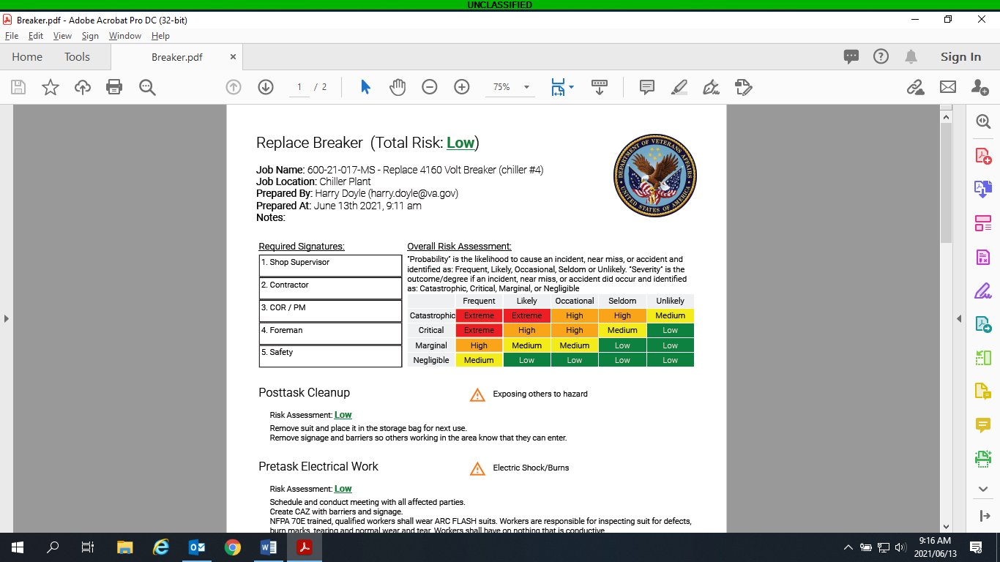 UNCLASSIFIED
Breaker.pdf - Adobe Acrobat Pro DC (32-bit)
File Edit View Sign Window Help
Home Tools Breaker.pdf × Sign In
1 / 2 75%
Replace Breaker (Total Risk: Low)
DEPARTMENT OF VETERANS AFFAIRS
UNITED STATES OF AMERICA
Job Name: 600-21-017-MS - Replace 4160 Volt Breaker (chiller #4)
Job Location: Chiller Plant
Prepared By: Harry Doyle (harry.doyle@va.gov)
Prepared At: June 13th 2021, 9:11 am
Notes:
Required Signatures:
1. Shop Supervisor
2. Contractor
3. COR / PM
4. Foreman
5. Safety
Overall Risk Assessment:
"Probability" is the likelihood to cause an incident, near miss, or accident and
identified as: Frequent, Likely, Occasional, Seldom or Unlikely. "Severity" is the
outcome/degree if an incident, near miss, or accident did occur and identified
as: Catastrophic, Critical, Marginal, or Negligible
Frequent Likely Occational Seldom Unlikely
Catastrophic Extreme Extreme High High Medium
Critical Extreme High High Medium Low
Marginal High Medium Medium Low Low
Negligible Medium Low Low Low Low
Posttask Cleanup Exposing others to hazard
Risk Assessment: Low
Remove suit and place it in the storage bag for next use.
Remove signage and barriers so others working in the area know that they can enter.
Pretask Electrical Work Electric Shock/Burns
Risk Assessment: Low
Schedule and conduct meeting with all affected parties.
Create CAZ with barriers and signage.
NFPA 70E trained, qualified workers shall wear ARC FLASH suits. Workers are responsible for inspecting suit for defects,
burn marks, tearing and normal wear and tear. Workers shall have on nothing that is conductive
9:16 AM
2021/06/13